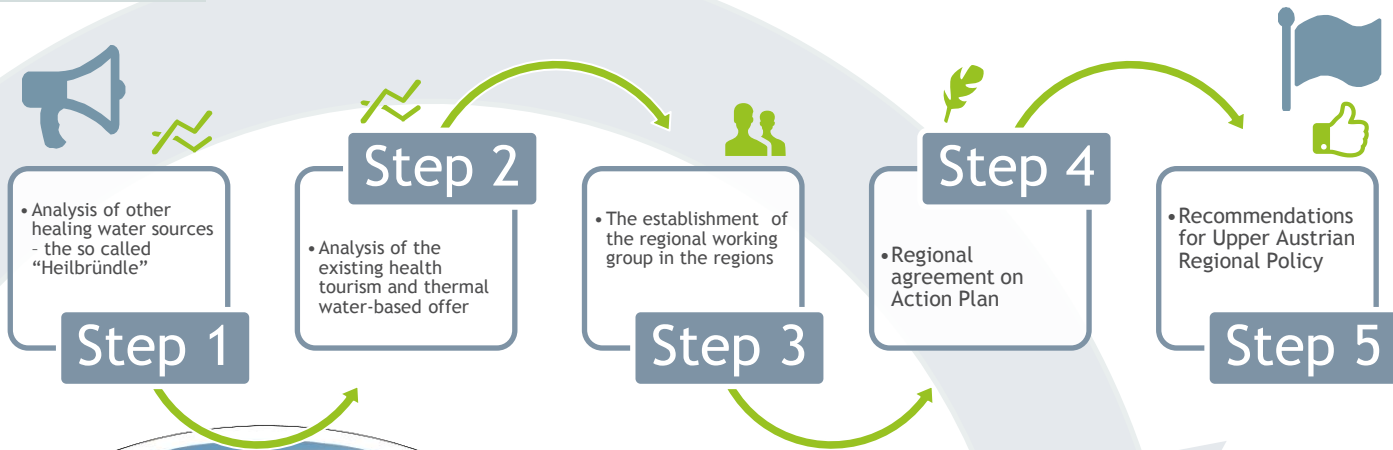 • Analysis of other
healing water sources
– the so called
“Heilbründle”
Step 1
Step 2
• Analysis of the
existing health
tourism and thermal
water-based offer
• The establishment of
the regional working
group in the regions
Step 3
Step 4
• Regional
agreement on
Action Plan
• Recommendations
for Upper Austrian
Regional Policy
Step 5